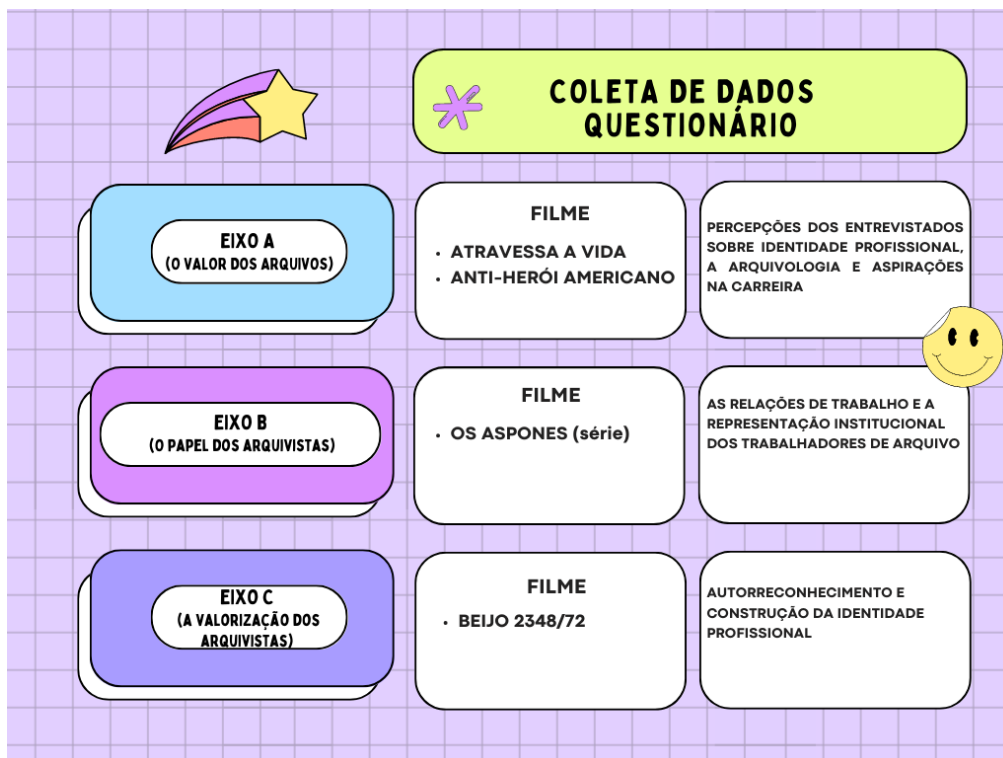 COLETA DE DADOS
QUESTIONÁRIO
EIXO A
(O VALOR DOS ARQUIVOS)
FILME
• ATRAVESSA A VIDA
• ANTI-HERÓI AMERICANO
PERCEPÇÕES DOS ENTREVISTADOS
SOBRE IDENTIDADE PROFISSIONAL,
A ARQUIVOLOGIA E ASPIRAÇÕES
NA CARREIRA
EIXO B
(O PAPEL DOS ARQUIVISTAS)
FILME
• OS ASPONES (série)
AS RELAÇÕES DE TRABALHO E A
REPRESENTAÇÃO INSTITUCIONAL
DOS TRABALHADORES DE ARQUIVO
EIXO C
(A VALORIZAÇÃO DOS
ARQUIVISTAS)
FILME
• BEIJO 2348/72
AUTORRECONHECIMENTO E
CONSTRUÇÃO DA IDENTIDADE
PROFISSIONAL